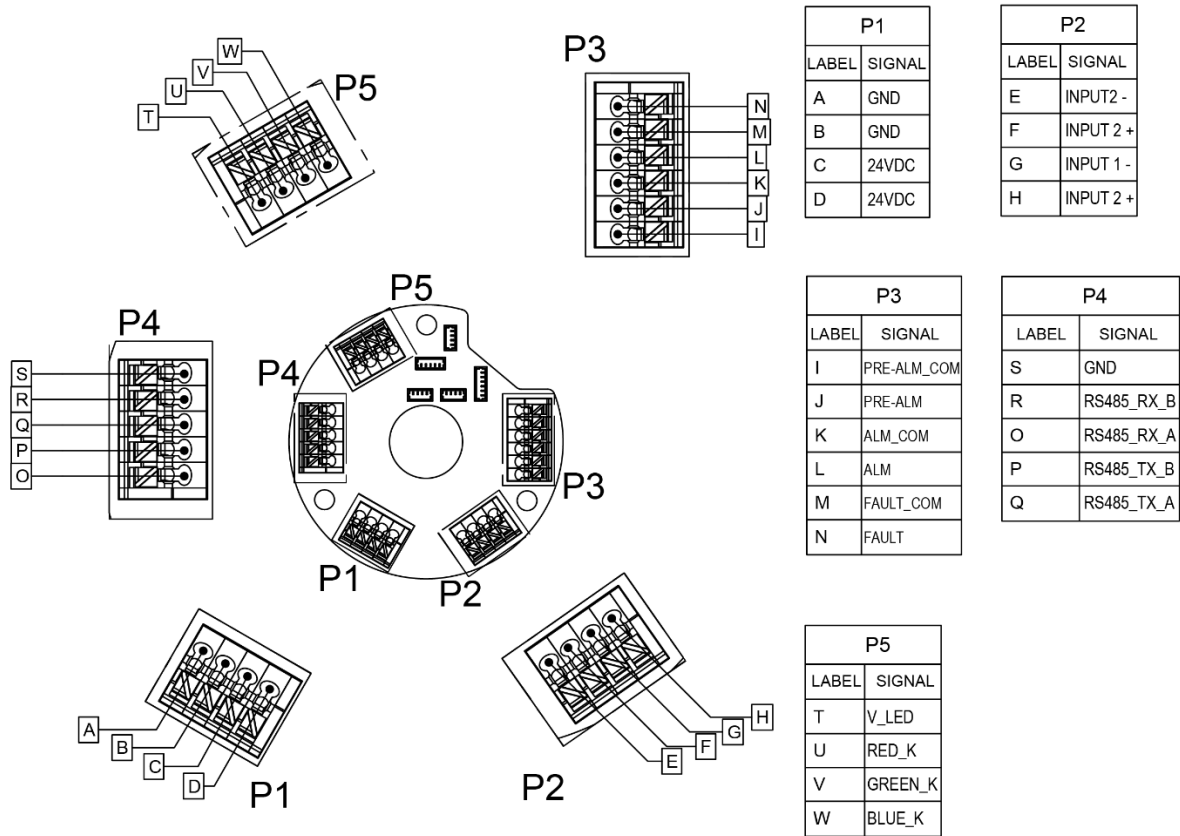 W
V
U
T
P5
P3
N
M
L
K
J
I
P1
LABEL SIGNAL
A GND
B GND
C 24VDC
D 24VDC
P2
LABEL SIGNAL
E INPUT2 -
F INPUT 2 +
G INPUT 1 -
H INPUT 2 +
P4
S
R
Q
P
O
P5
P4
P3
P1
P2
P3
LABEL SIGNAL
I PRE-ALM_COM
J PRE-ALM
K ALM_COM
L ALM
M FAULT_COM
N FAULT
P4
LABEL SIGNAL
S GND
R RS485_RX_B
O RS485_RX_A
P RS485_TX_B
Q RS485_TX_A
A
B
C
D
P1
H
G
F
E
P2
P5
LABEL SIGNAL
T V_LED
U RED_K
V GREEN_K
W BLUE_K